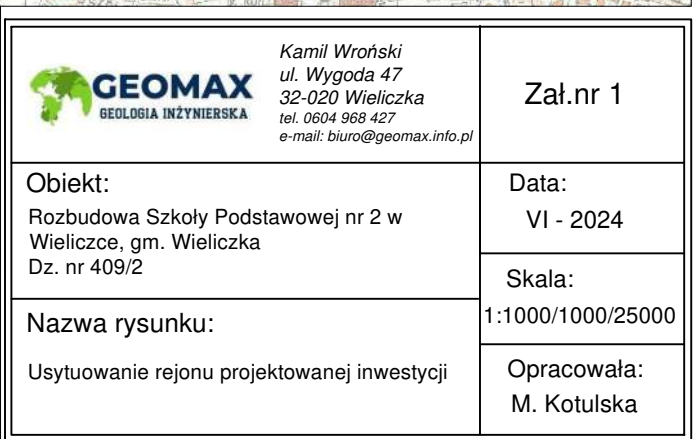 GEOMAX
GEOLOGIA INŻYNIERSKA
Kamil Wroński
ul. Wygoda 47
32-020 Wieliczka
tel. 0604 968 427
e-mail: biuro@geomax.info.pl
Zał.nr 1
Obiekt:
Rozbudowa Szkoły Podstawowej nr 2 w
Wieliczce, gm. Wieliczka
Dz. nr 409/2
Data:
VI - 2024
Skala:
1:1000/1000/25000
Nazwa rysunku:
Usytuowanie rejonu projektowanej inwestycji
Opracowała:
M. Kotulska